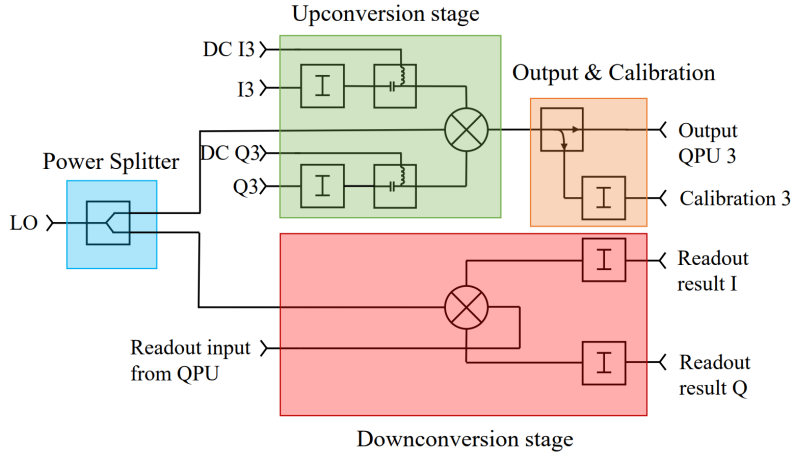 Upconversion stage
DC I3
I3
Output & Calibration
Power Splitter
DC Q3
Q3
Output
QPU 3
Calibration 3
LO
Readout
result I
Readout input
from QPU
Readout
result Q
Downconversion stage